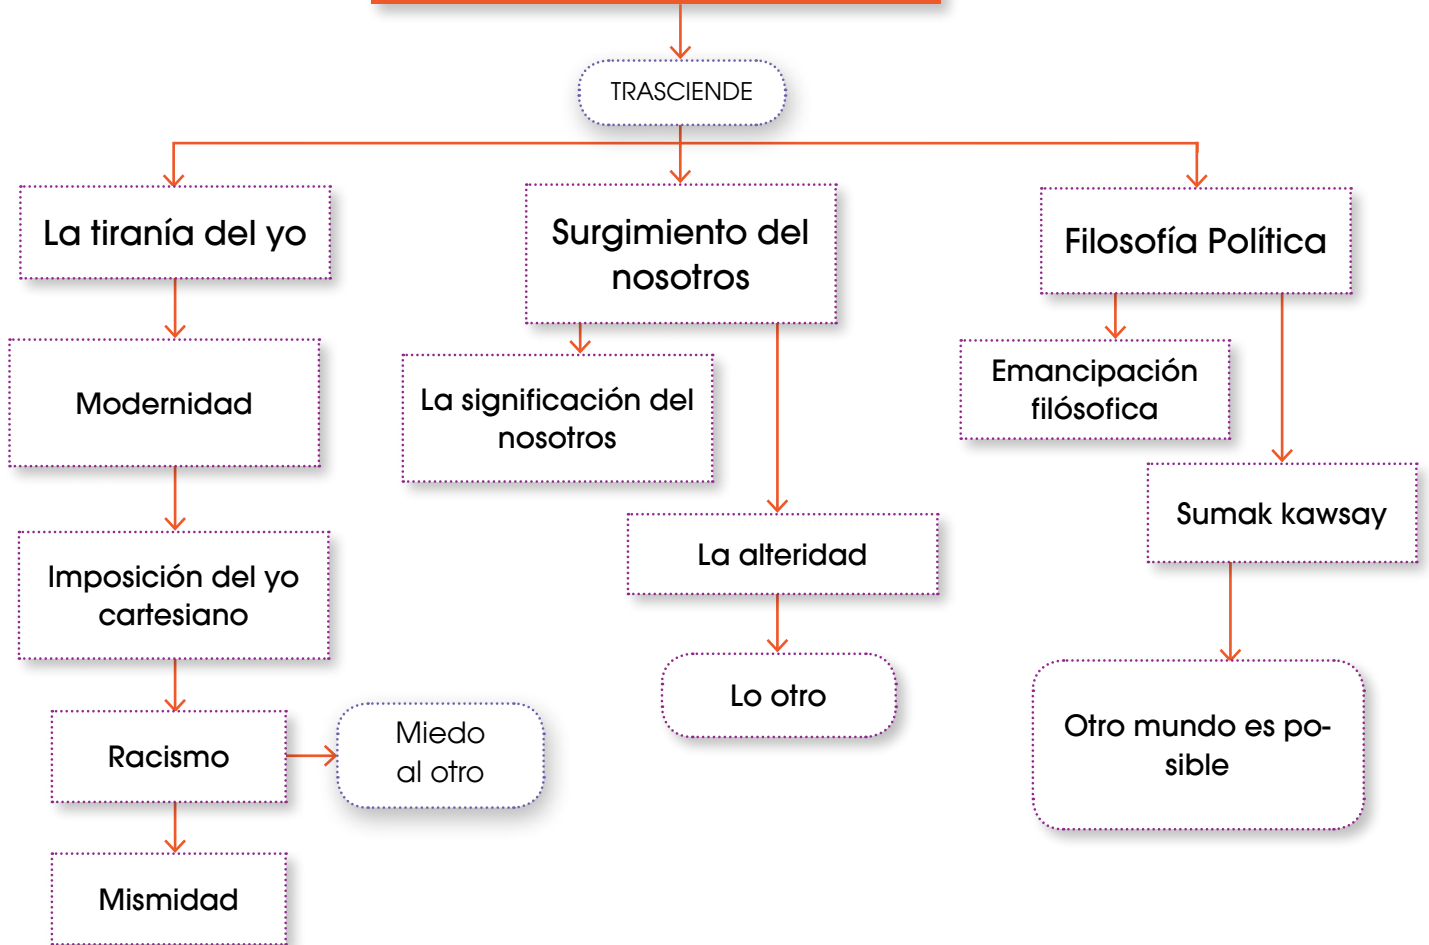 TRASCIENDE
La tiranía del yo
Modernidad
Imposición del yo
cartesiano
Racismo
Miedo
al otro
Mismidad
Surgimiento del
nosotros
La significación del
nosotros
La alteridad
Lo otro
Filosofía Política
Emancipación
filósofica
Sumak kawsay
Otro mundo es po-
sible